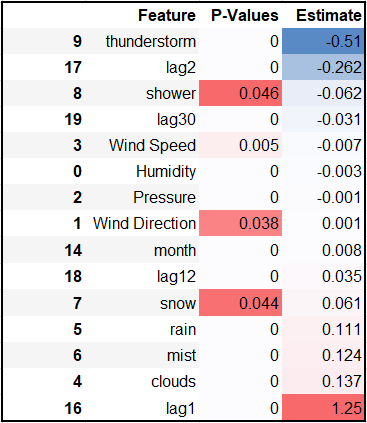 Feature P-Values Estimate
9 thunderstorm 0 -0.51
17 lag2 0 -0.262
8 shower 0.046 -0.062
19 lag30 0 -0.031
3 Wind Speed 0.005 -0.007
0 Humidity 0 -0.003
2 Pressure 0 -0.001
1 Wind Direction 0.038 0.001
14 month 0 0.008
18 lag12 0 0.035
7 snow 0.044 0.061
5 rain 0 0.111
6 mist 0 0.124
4 clouds 0 0.137
16 lag1 0 1.25